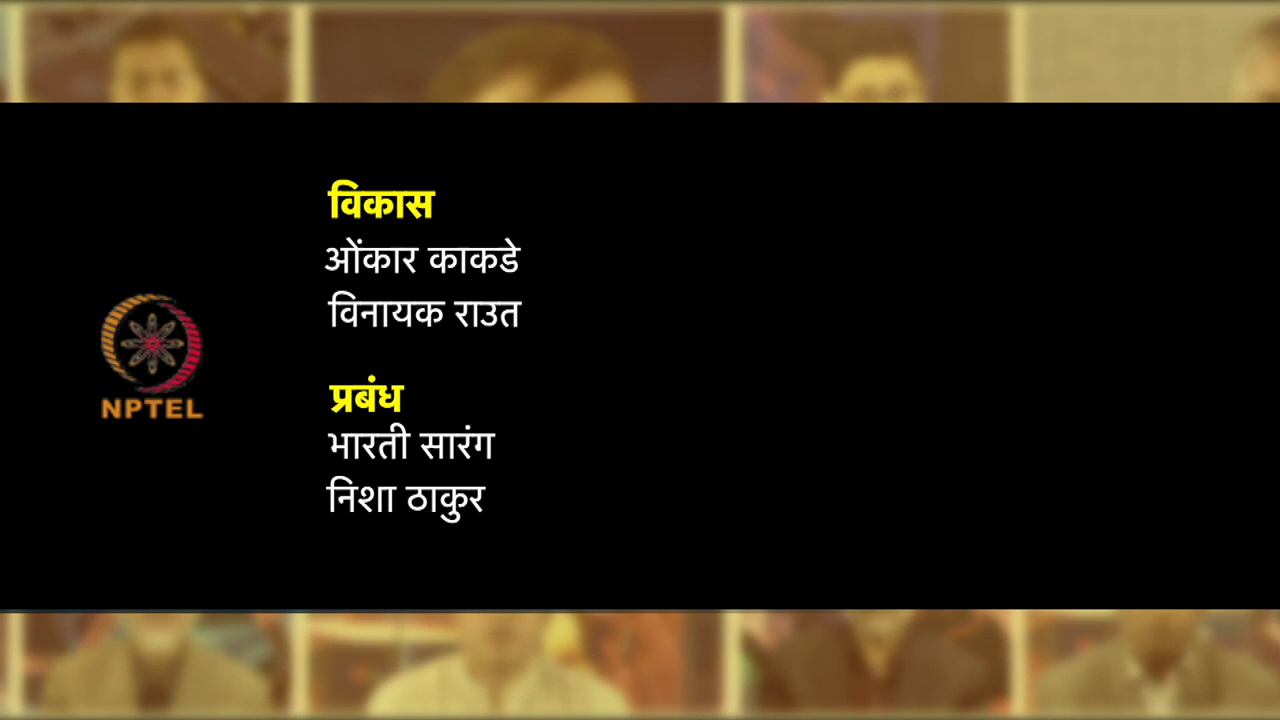 विकास
ओंकार काकडे
विनायक राउत
NPTEL
प्रबंध
भारती सारंग
निशा ठाकुर